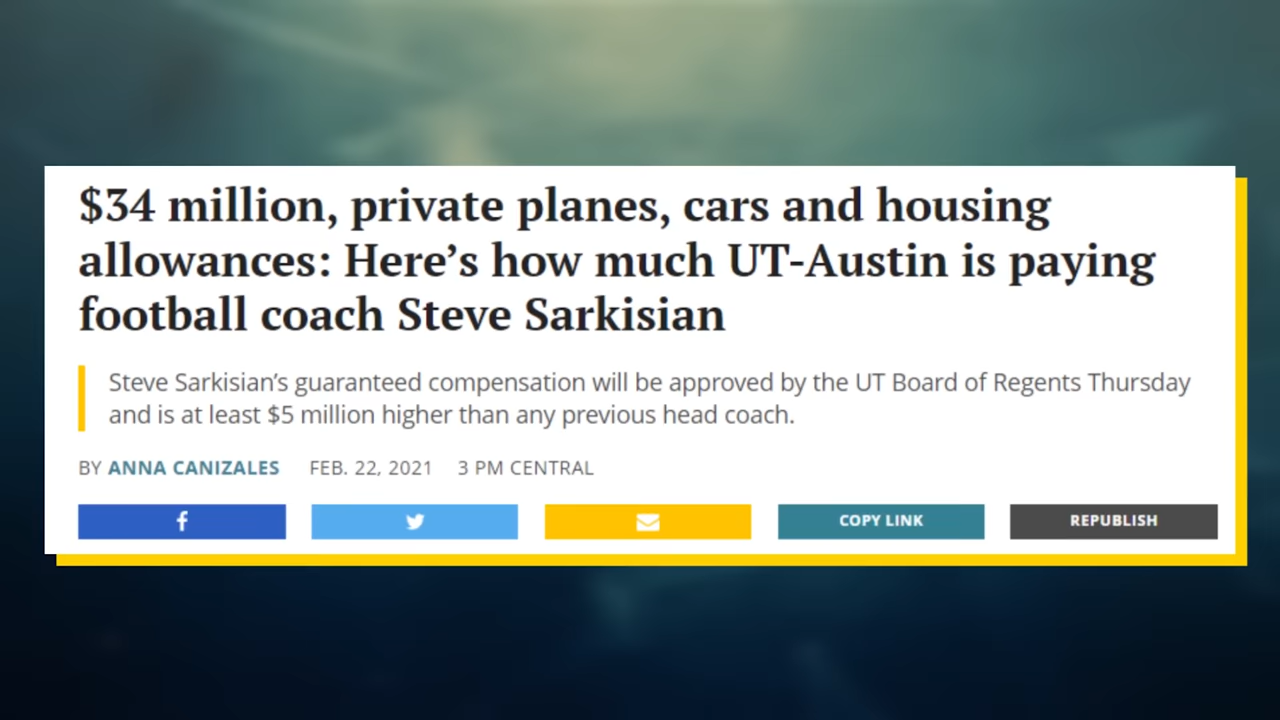 $34 million, private planes, cars and housing
allowances: Here’s how much UT-Austin is paying
football coach Steve Sarkisian
Steve Sarkisian’s guaranteed compensation will be approved by the UT Board of Regents Thursday
and is at least $5 million higher than any previous head coach.
BY ANNA CANIZALES FEB. 22, 2021 3 PM CENTRAL
COPY LINK REPUBLISH